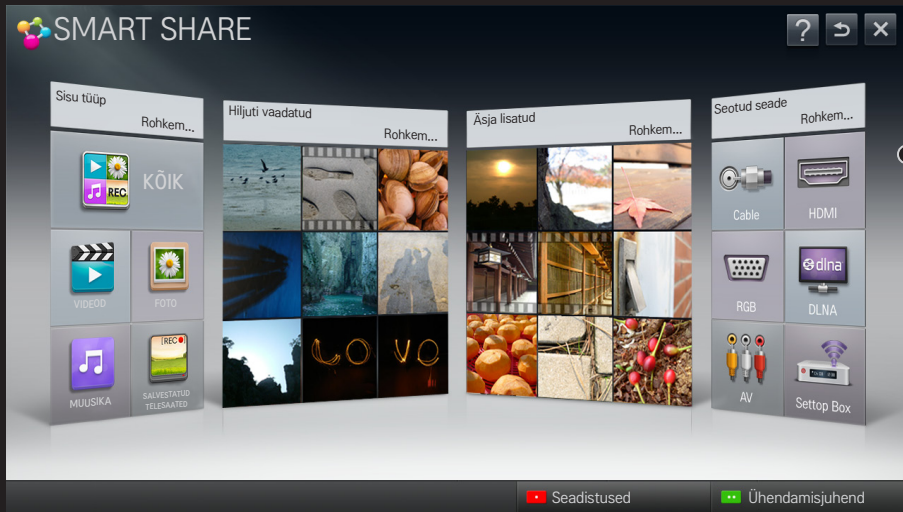 SMART SHARE
?
Sisu tüüp
Rohkem...
KÕIK
REC
VIDEOD
FOTO
MUUSIKA
[REC●]
SALVESTATUD
TELESAATED
Hiljuti vaadatud
Rohkem...
LOVO
Äsja lisatud
Rohkem...
Seotud seade
Rohkem...
Cable
HDMI
RGB
dlna
DLNA
AV
Settop Box
Seadistused
Ühendamisjuhend